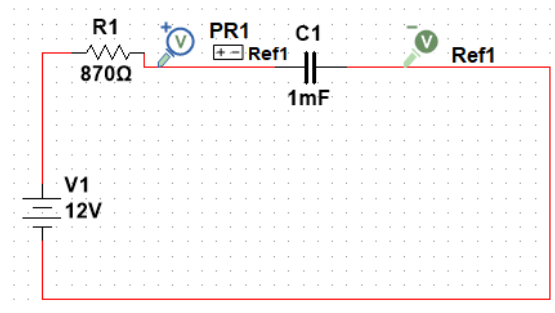 R1
870Ω
V
PR1
+ -
Ref1
C1
1mF
V
Ref1
V1
12V